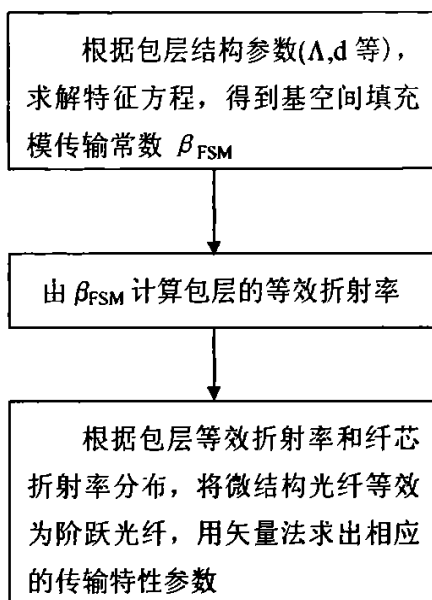 根据包层结构参数(Λ,d 等),
求解特征方程，得到基空间填充
模传输常数 βFSM
由 βFSM 计算包层的等效折射率
根据包层等效折射率和纤芯
折射率分布，将微结构光纤等效
为阶跃光纤，用矢量法求出相应
的传输特性参数